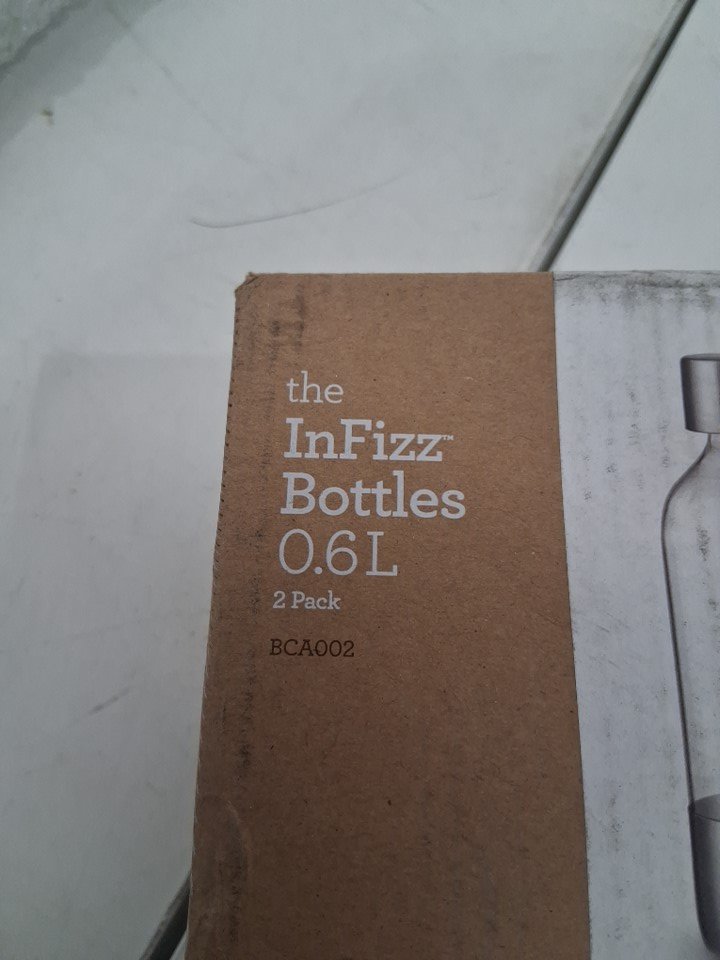 the
InFizz™
Bottles
0.6L
2 Pack
BCA002